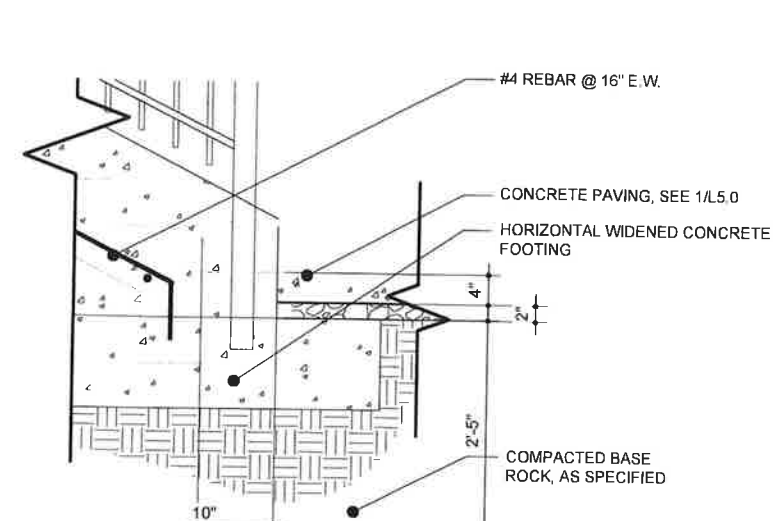 #4 REBAR @ 16" E.W.
CONCRETE PAVING, SEE 1/L5.0
HORIZONTAL WIDENED CONCRETE
FOOTING
4"
2"
2'-5"
COMPACTED BASE
ROCK, AS SPECIFIED
10"